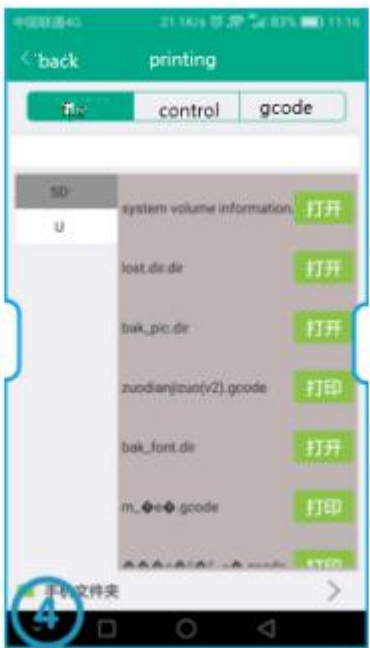 中国联通4G 21.1K/s 83% 11:16
back printing
control gcode
SD
U
system volume information. 打开
lost.dir.dir 打开
bak_pic.dir 打开
zuodianjizuo(v2).gcode 打印
bak_font.dir 打开
m_�e�.gcode 打印
打印
手机文件夹
4